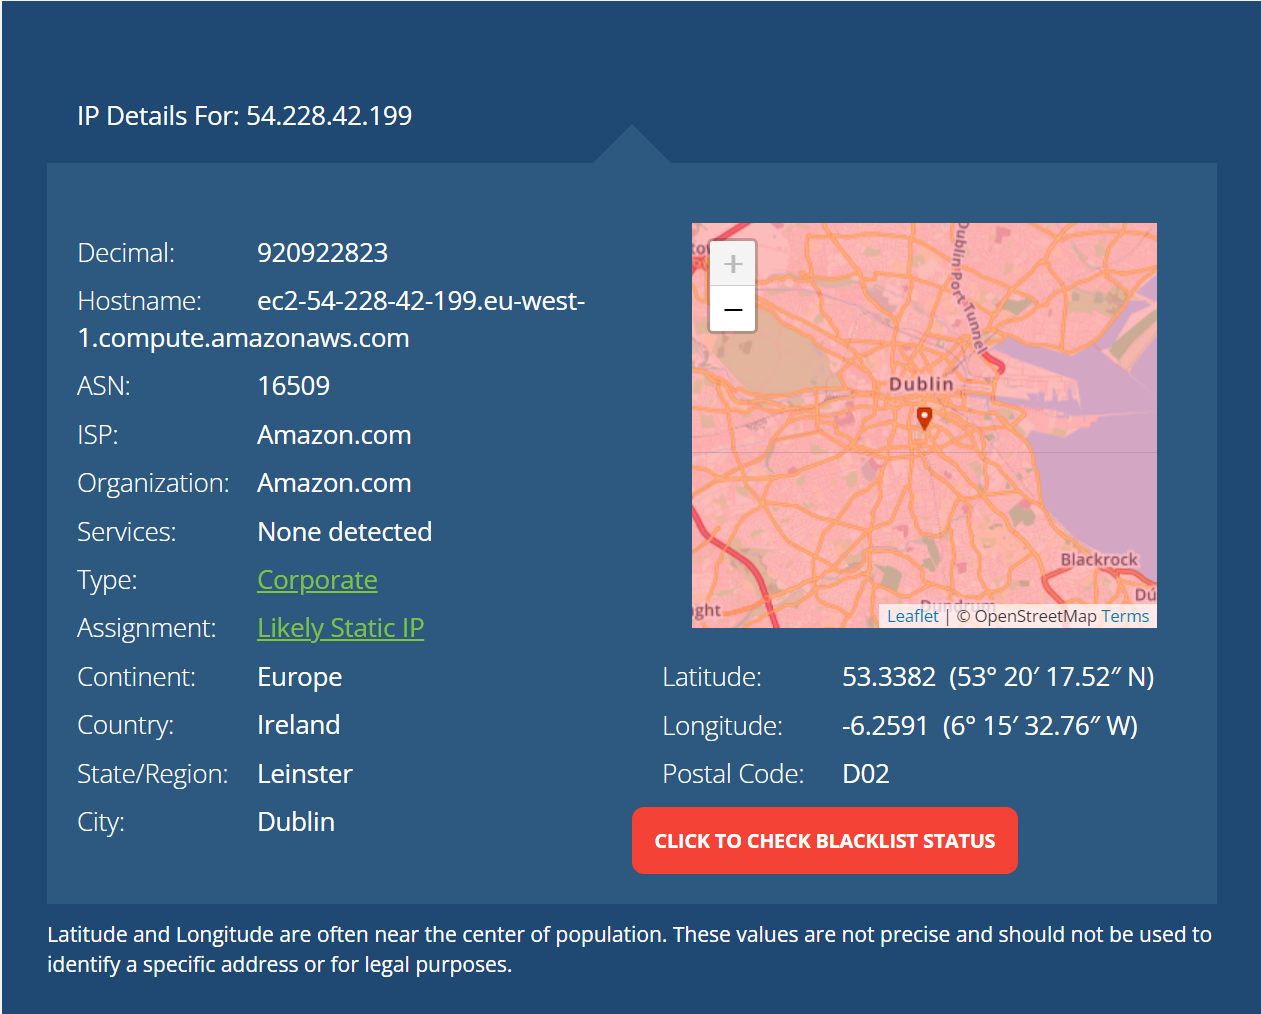 IP Details For: 54.228.42.199
Decimal: 920922823
Hostname: ec2-54-228-42-199.eu-west-
1.compute.amazonaws.com
ASN: 16509
ISP: Amazon.com
Organization: Amazon.com
Services: None detected
Type: Corporate
Assignment: Likely Static IP
Continent: Europe
Country: Ireland
State/Region: Leinster
City: Dublin
+
−
Dublin Port Tunnel
Dublin
Blackrock
Dú
ght
Dundrum
Leaflet | © OpenStreetMap Terms
Latitude: 53.3382 (53° 20′ 17.52″ N)
Longitude: -6.2591 (6° 15′ 32.76″ W)
Postal Code: D02
CLICK TO CHECK BLACKLIST STATUS
Latitude and Longitude are often near the center of population. These values are not precise and should not be used to
identify a specific address or for legal purposes.